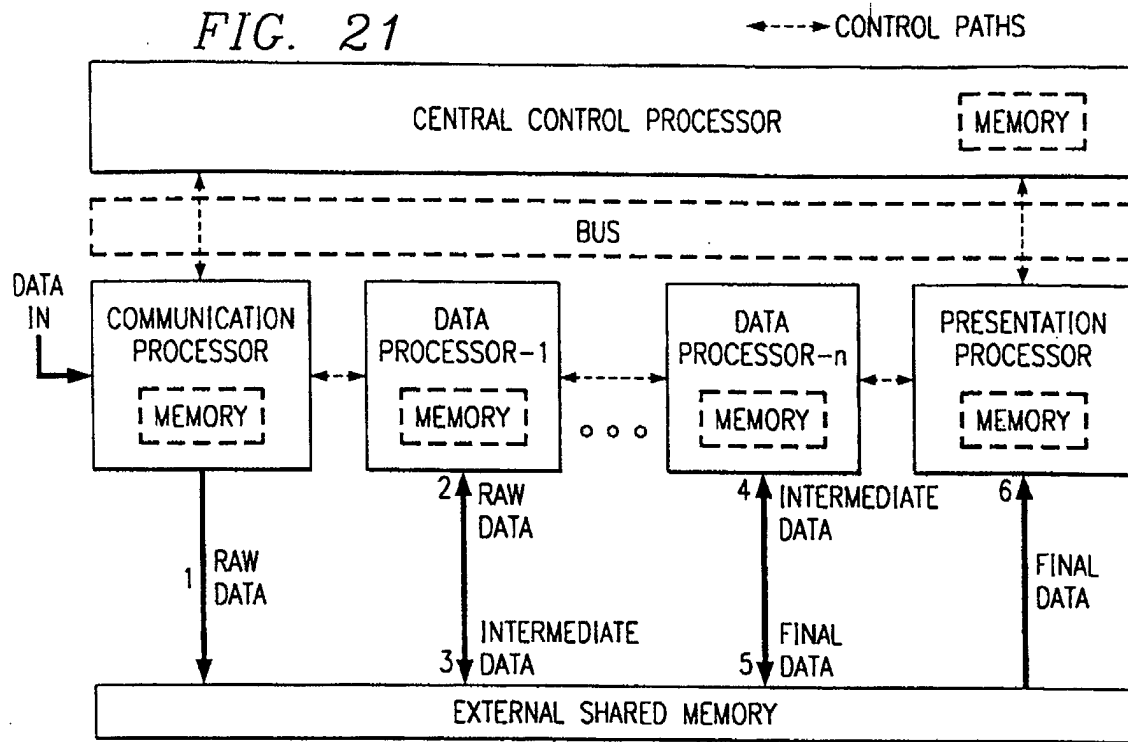 FIG. 21
CONTROL PATHS
CENTRAL CONTROL PROCESSOR
MEMORY
BUS
DATA
IN
COMMUNICATION
PROCESSOR
MEMORY
DATA
PROCESSOR-1
MEMORY
DATA
PROCESSOR-n
MEMORY
PRESENTATION
PROCESSOR
MEMORY
1
RAW
DATA
2
RAW
DATA
3
INTERMEDIATE
DATA
4
INTERMEDIATE
DATA
5
FINAL
DATA
6
FINAL
DATA
EXTERNAL SHARED MEMORY